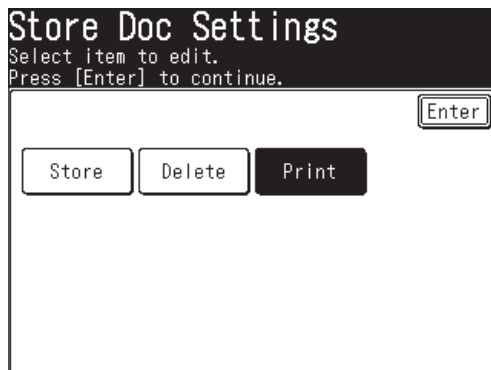 Store Doc Settings
Select item to edit.
Press [Enter] to continue.
Enter
Store Delete Print